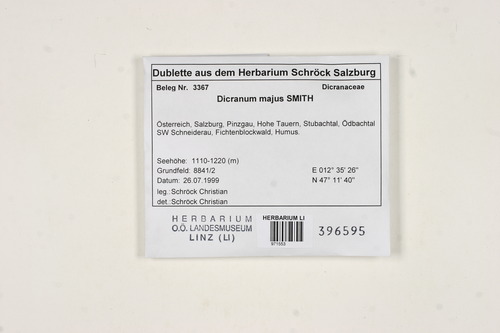 Dublette aus dem Herbarium Schröck Salzburg
Beleg Nr. 3367 Dicranaceae
Dicranum majus SMITH
Österreich, Salzburg, Pinzgau, Hohe Tauern, Stubachtal, Ödbachtal
SW Schneiderau, Fichtenblockwald, Humus.
Seehöhe: 1110-1220 (m)
Grundfeld: 8841/2 E 012° 35' 26"
Datum: 26.07.1999 N 47° 11' 40"
leg.: Schröck Christian
det.: Schröck Christian
HERBARIUM
O.Ö. LANDESMUSEUM
LINZ (LI)
HERBARIUM LI
971553
396595